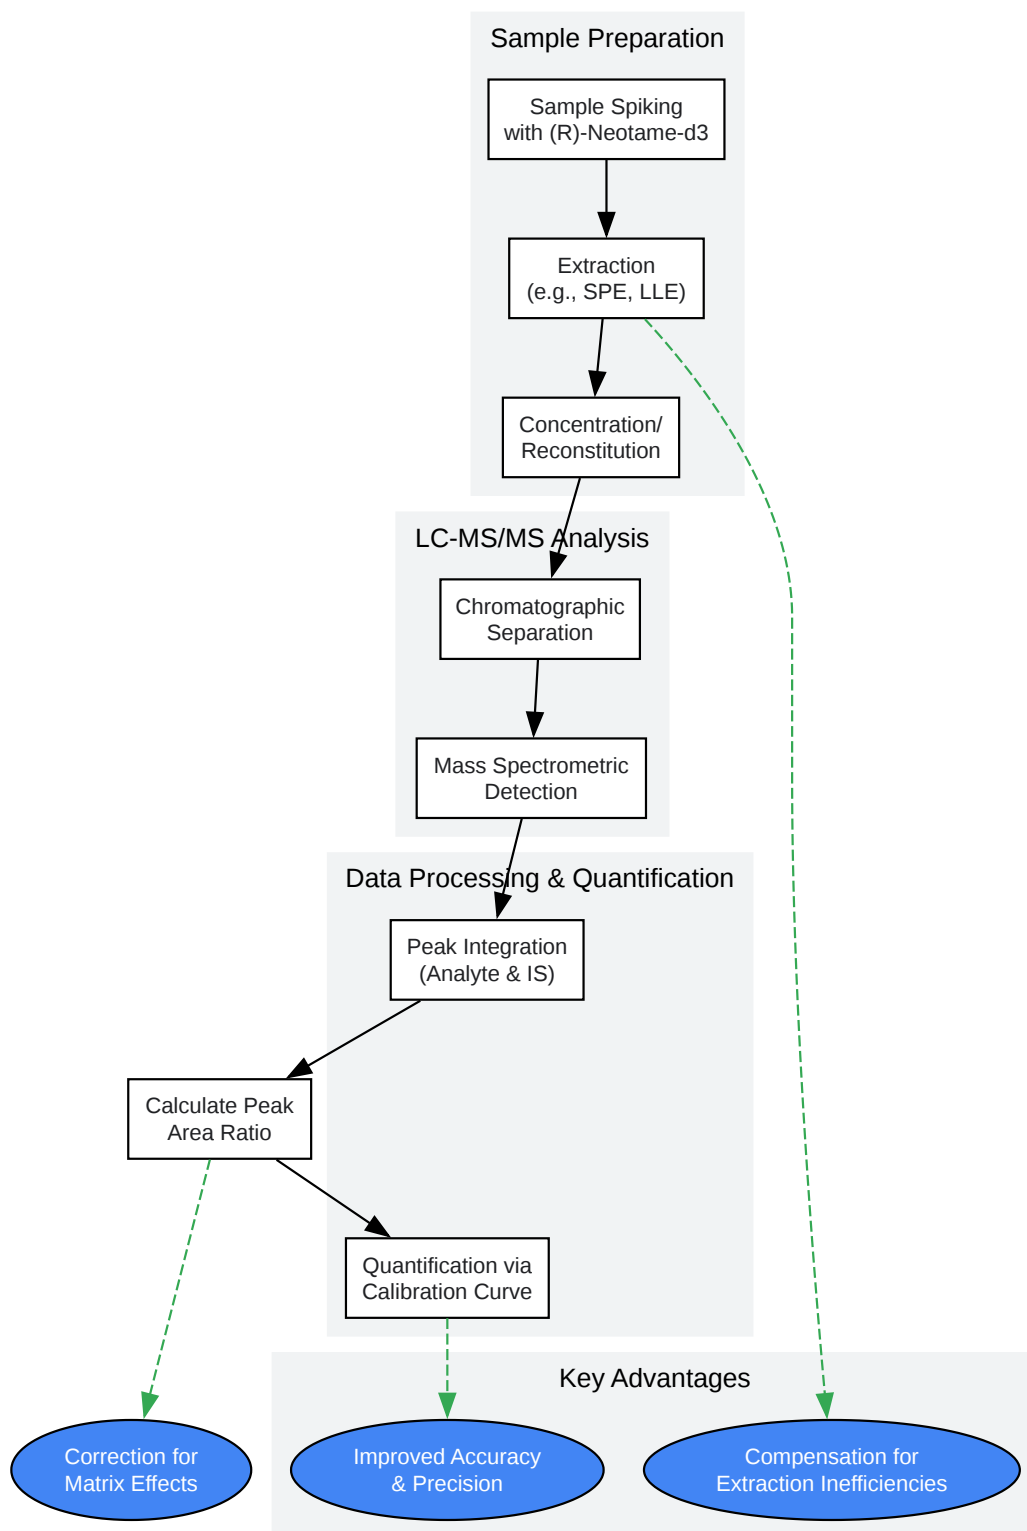 Sample Preparation
Sample Spiking
with (R)-Neotame-d3
Extraction
(e.g., SPE, LLE)
Concentration/
Reconstitution
LC-MS/MS Analysis
Chromatographic
Separation
Mass Spectrometric
Detection
Data Processing & Quantification
Peak Integration
(Analyte & IS)
Calculate Peak
Area Ratio
Quantification via
Calibration Curve
Key Advantages
Correction for
Matrix Effects
Improved Accuracy
& Precision
Compensation for
Extraction Inefficiencies